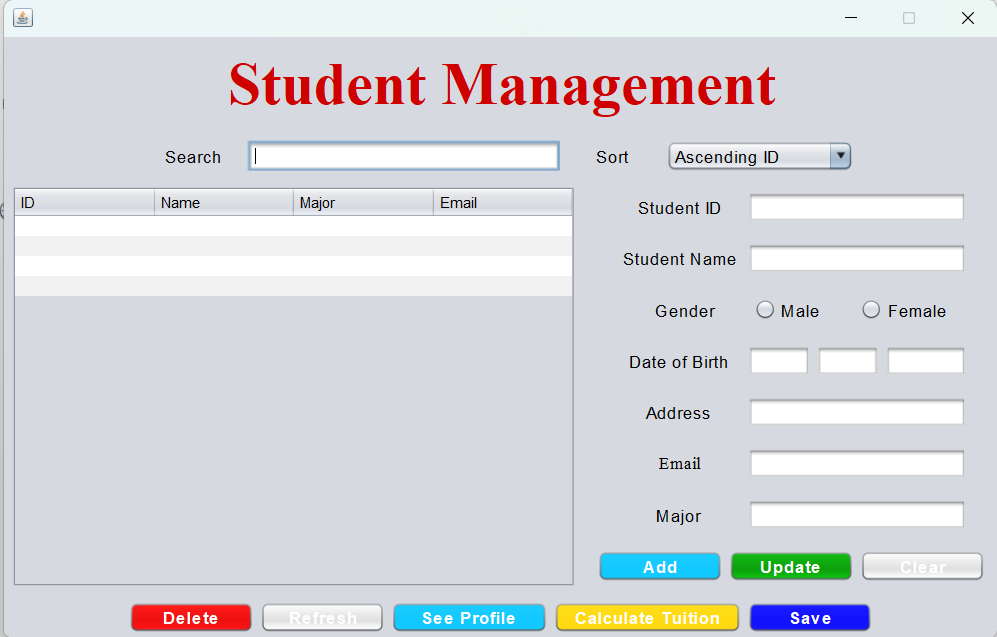 Student Management
Search
Sort
Ascending ID
ID
Name
Major
Email
Student ID
Student Name
Gender
Male
Female
Date of Birth
Address
Email
Major
Add
Update
Clear
Delete
Refresh
See Profile
Calculate Tuition
Save